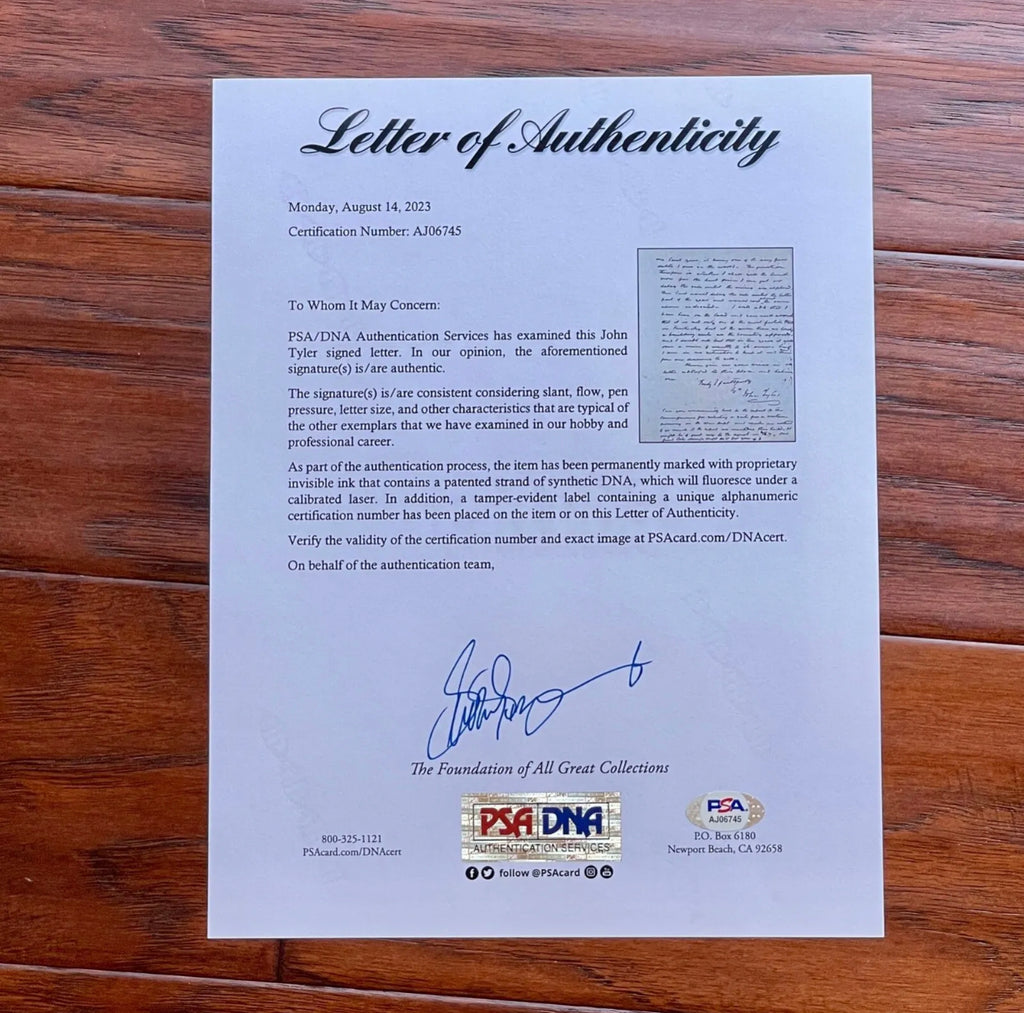 Letter of Authenticity
Monday, August 14, 2023
Certification Number: AJ06745
To Whom It May Concern:
PSA/DNA Authentication Services has examined this John
Tyler signed letter. In our opinion, the aforementioned
signature(s) is/are authentic.
The signature(s) is/are consistent considering slant, flow, pen
pressure, letter size, and other characteristics that are typical of
the other exemplars that we have examined in our hobby and
professional career.
As part of the authentication process, the item has been permanently marked with proprietary
invisible ink that contains a patented strand of synthetic DNA, which will fluoresce under a
calibrated laser. In addition, a tamper-evident label containing a unique alphanumeric
certification number has been placed on the item or on this Letter of Authenticity.
Verify the validity of the certification number and exact image at PSAcard.com/DNAcert.
On behalf of the authentication team,
The Foundation of All Great Collections
800-325-1121
PSAcard.com/DNAcert
PSA DNA
AUTHENTICATION SERVICES
follow @PSAcard
PSA
AJ06745
P.O. Box 6180
Newport Beach, CA 92658